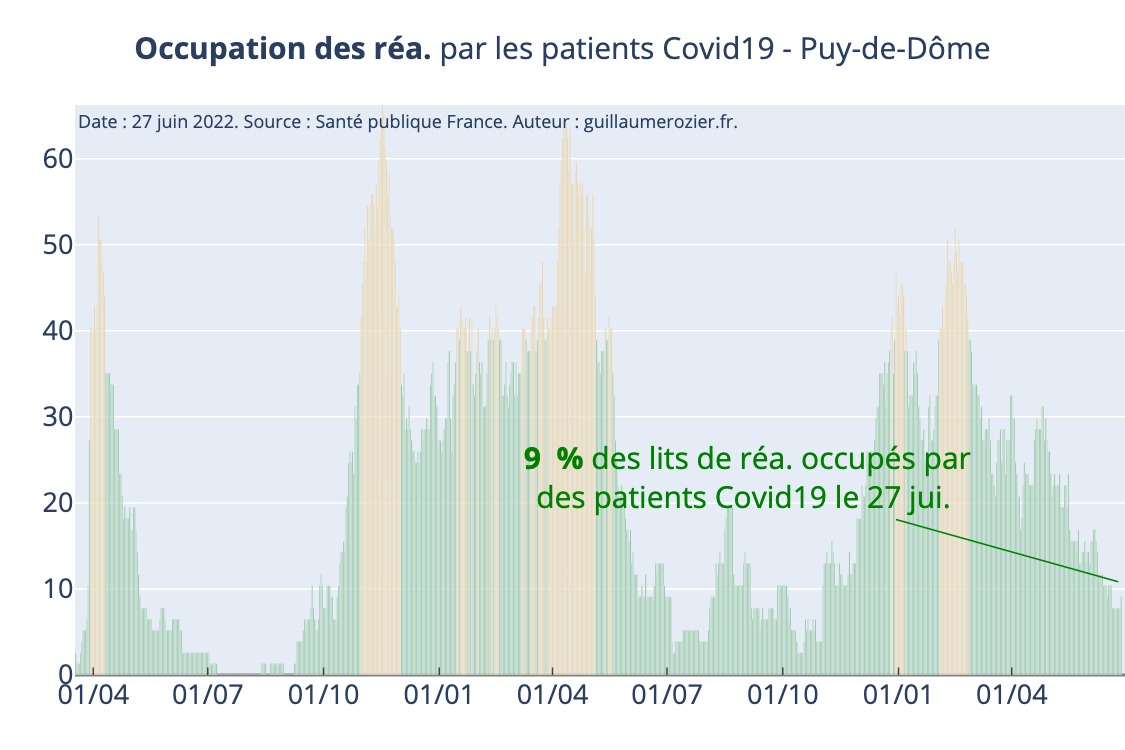 Occupation des réa. par les patients Covid19 - Puy-de-Dôme
Date : 27 juin 2022. Source : Santé publique France. Auteur : guillaumerozier.fr.
60
50
40
30
20
10
0
9 % des lits de réa. occupés par
des patients Covid19 le 27 jui.
01/04 01/07 01/10 01/01 01/04 01/07 01/10 01/01 01/04